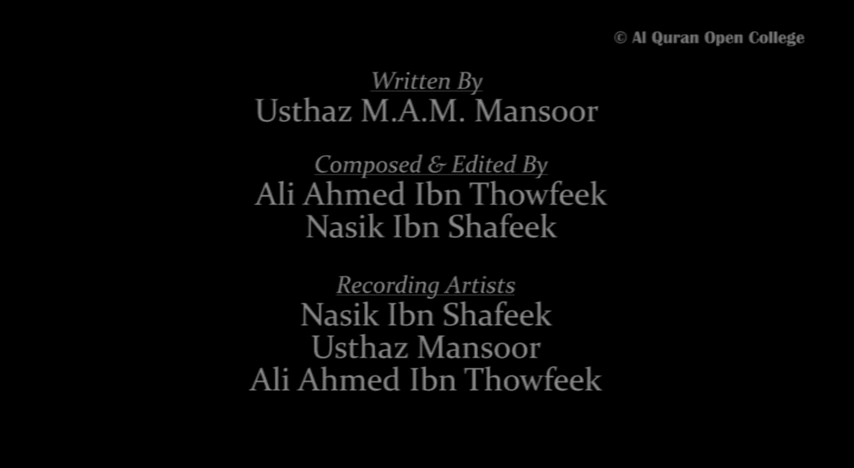 © Al Quran Open College
Written By
Usthaz M.A.M. Mansoor
Composed & Edited By
Ali Ahmed Ibn Thowfeek
Nasik Ibn Shafeek
Recording Artists
Nasik Ibn Shafeek
Usthaz Mansoor
Ali Ahmed Ibn Thowfeek